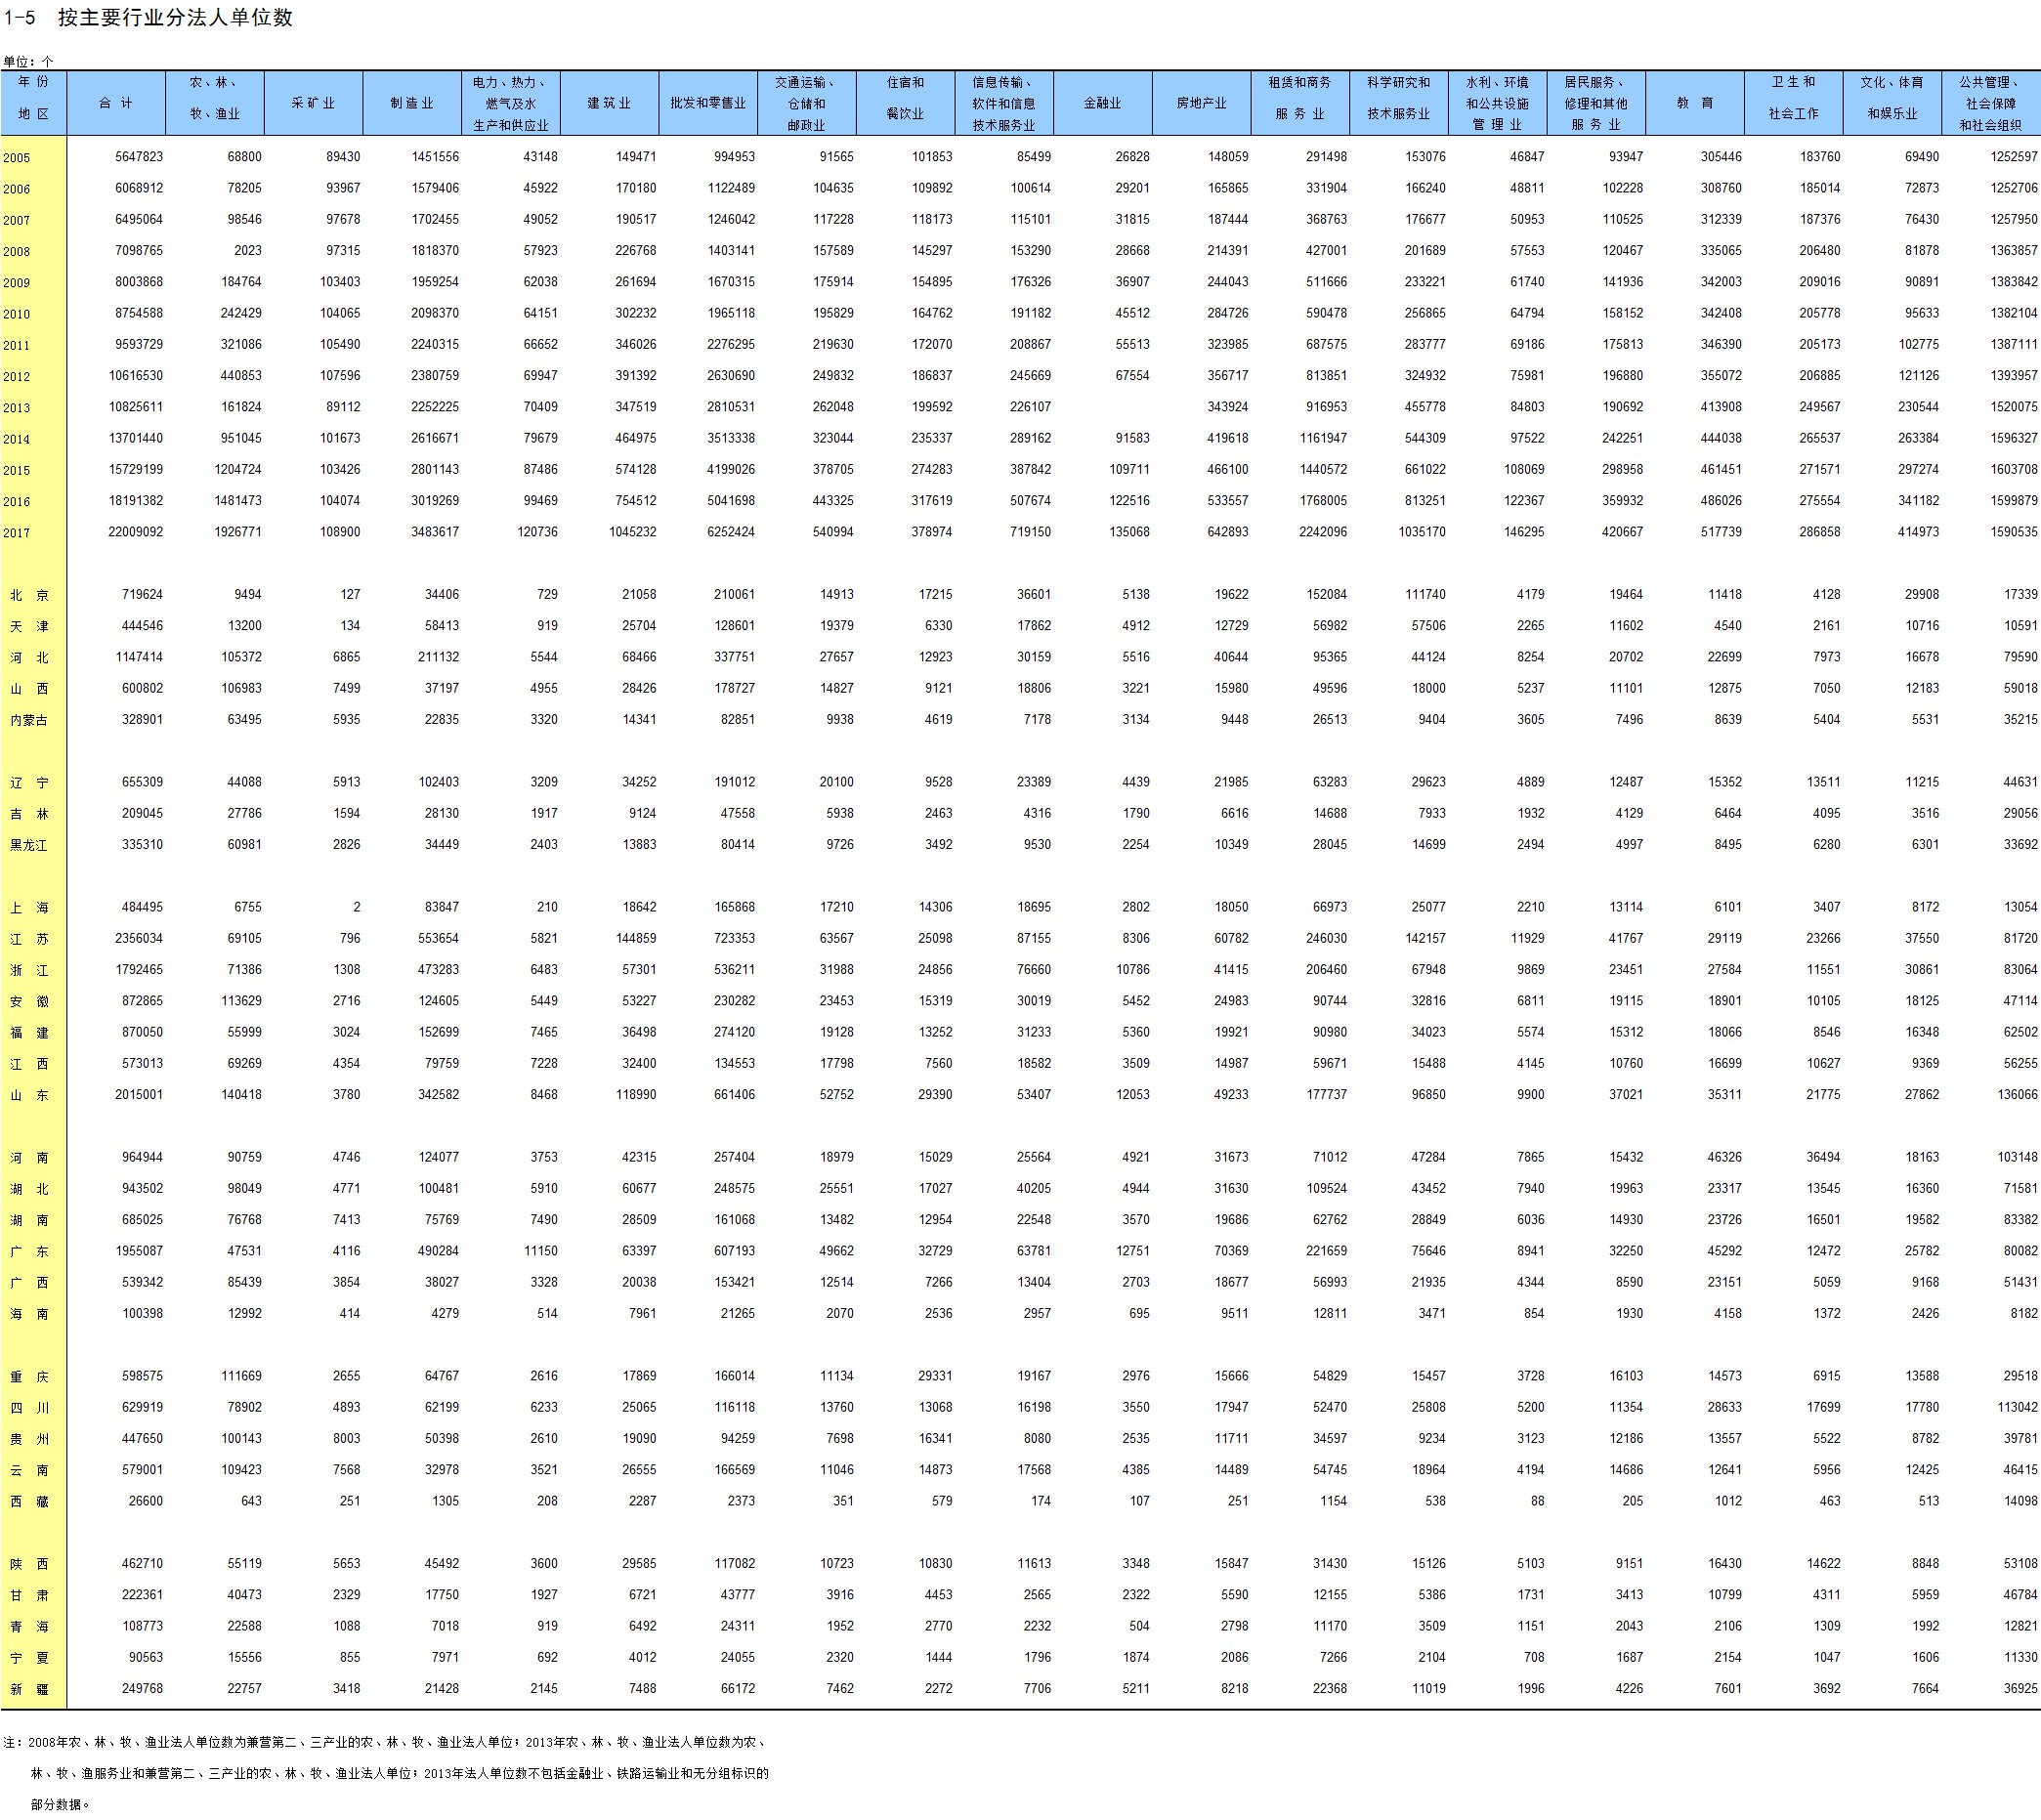 1-5 按主要行业分法人单位数
单位：个
年 份 地 区 合 计 农、林、牧、渔业 采 矿 业 制 造 业 电力、热力、燃气及水生产和供应业 建 筑 业 批发和零售业 交通运输、仓储和邮政业 住宿和餐饮业 信息传输、软件和信息技术服务业 金融业 房地产业 租赁和商务服 务 业 科学研究和技术服务业 水利、环境和公共设施管 理 业 居民服务、修理和其他服 务 业 教 育 卫 生 和社会工作 文化、体育和娱乐业 公共管理、社会保障和社会组织
2005 5647823 68800 89430 1451556 43148 149471 994953 91565 101853 85499 26828 148059 291498 153076 46847 93947 305446 183760 69490 1252597
2006 6068912 78205 93967 1579406 45922 170180 1122489 104635 109892 100614 29201 165865 331904 166240 48811 102228 308760 185014 72873 1252706
2007 6495064 98546 97678 1702455 49052 190517 1246042 117228 118173 115101 31815 187444 368763 176677 50953 110525 312339 187376 76430 1257950
2008 7098765 2023 97315 1818370 57923 226768 1403141 157589 145297 153290 28668 214391 427001 201689 57553 120467 335065 206480 81878 1363857
2009 8003868 184764 103403 1959254 62038 261694 1670315 175914 154895 176326 36907 244043 511666 233221 61740 141936 342003 209016 90891 1383842
2010 8754588 242429 104065 2098370 64151 302232 1965118 195829 164762 191182 45512 284726 590478 256865 64794 158152 342408 205778 95633 1382104
2011 9593729 321086 105490 2240315 66652 346026 2276295 219630 172070 208867 55513 323985 687575 283777 69186 175813 346390 205173 102775 1387111
2012 10616530 440853 107596 2380759 69947 391392 2630690 249832 186837 245669 67554 356717 813851 324932 75981 196880 355072 206885 121126 1393957
2013 10825611 161824 89112 2252225 70409 347519 2810531 262048 199592 226107 343924 916953 455778 84803 190692 413908 249567 230544 1520075
2014 13701440 951045 101673 2616671 79679 464975 3513338 323044 235337 289162 91583 419618 1161947 544309 97522 242251 444038 265537 263384 1596327
2015 15729199 1204724 103426 2801143 87486 574128 4199026 378705 274283 387842 109711 466100 1440572 661022 108069 298958 461451 271571 297274 1603708
2016 18191382 1481473 104074 3019269 99469 754512 5041698 443325 317619 507674 122516 533557 1768005 813251 122367 359932 486026 275554 341182 1599879
2017 22009092 1926771 108900 3483617 120736 1045232 6252424 540994 378974 719150 135068 642893 2242096 1035170 146295 420667 517739 286858 414973 1590535
北 京 719624 9494 127 34406 729 21058 210061 14913 17215 36601 5138 19622 152084 111740 4179 19464 11418 4128 29908 17339
天 津 444546 13200 134 58413 919 25704 128601 19379 6330 17862 4912 12729 56982 57506 2265 11602 4540 2161 10716 10591
河 北 1147414 105372 6865 211132 5544 68466 337751 27657 12923 30159 5516 40644 95365 44124 8254 20702 22699 7973 16678 79590
山 西 600802 106983 7499 37197 4955 28426 178727 14827 9121 18806 3221 15980 49596 18000 5237 11101 12875 7050 12183 59018
内蒙古 328901 63495 5935 22835 3320 14341 82851 9938 4619 7178 3134 9448 26513 9404 3605 7496 8639 5404 5531 35215
辽 宁 655309 44088 5913 102403 3209 34252 191012 20100 9528 23389 4439 21985 63283 29623 4889 12487 15352 13511 11215 44631
吉 林 209045 27786 1594 28130 1917 9124 47558 5938 2463 4316 1790 6616 14688 7933 1932 4129 6464 4095 3516 29056
黑龙江 335310 60981 2826 34449 2403 13883 80414 9726 3492 9530 2254 10349 28045 14699 2494 4997 8495 6280 6301 33692
上 海 484495 6755 2 83847 210 18642 165868 17210 14306 18695 2802 18050 66973 25077 2210 13114 6101 3407 8172 13054
江 苏 2356034 69105 796 553654 5821 144859 723353 63567 25098 87155 8306 60782 246030 142157 11929 41767 29119 23266 37550 81720
浙 江 1792465 71386 1308 473283 6483 57301 536211 31988 24856 76660 10786 41415 206460 67948 9869 23451 27584 11551 30861 83064
安 徽 872865 113629 2716 124605 5449 53227 230282 23453 15319 30019 5452 24983 90744 32816 6811 19115 18901 10105 18125 47114
福 建 870050 55999 3024 152699 7465 36498 274120 19128 13252 31233 5360 19921 90980 34023 5574 15312 18066 8546 16348 62502
江 西 573013 69269 4354 79759 7228 32400 134553 17798 7560 18582 3509 14987 59671 15488 4145 10760 16699 10627 9369 56255
山 东 2015001 140418 3780 342582 8468 118990 661406 52752 29390 53407 12053 49233 177737 96850 9900 37021 35311 21775 27862 136066
河 南 964944 90759 4746 124077 3753 42315 257404 18979 15029 25564 4921 31673 71012 47284 7865 15432 46326 36494 18163 103148
湖 北 943502 98049 4771 100481 5910 60677 248575 25551 17027 40205 4944 31630 109524 43452 7940 19963 23317 13545 16360 71581
湖 南 685025 76768 7413 75769 7490 28509 161068 13482 12954 22548 3570 19686 62762 28849 6036 14930 23726 16501 19582 83382
广 东 1955087 47531 4116 490284 11150 63397 607193 49662 32729 63781 12751 70369 221659 75646 8941 32250 45292 12472 25782 80082
广 西 539342 85439 3854 38027 3328 20038 153421 12514 7266 13404 2703 18677 56993 21935 4344 8590 23151 5059 9168 51431
海 南 100398 12992 414 4279 514 7961 21265 2070 2536 2957 695 9511 12811 3471 854 1930 4158 1372 2426 8182
重 庆 598575 111669 2655 64767 2616 17869 166014 11134 29331 19167 2976 15666 54829 15457 3728 16103 14573 6915 13588 29518
四 川 629919 78902 4893 62199 6233 25065 116118 13760 13068 16198 3550 17947 52470 25808 5200 11354 28633 17699 17780 113042
贵 州 447650 100143 8003 50398 2610 19090 94259 7698 16341 8080 2535 11711 34597 9234 3123 12186 13557 5522 8782 39781
云 南 579001 109423 7568 32978 3521 26555 166569 11046 14873 17568 4385 14489 54745 18964 4194 14686 12641 5956 12425 46415
西 藏 26600 643 251 1305 208 2287 2373 351 579 174 107 251 1154 538 88 205 1012 463 513 14098
陕 西 462710 55119 5653 45492 3600 29585 117082 10723 10830 11613 3348 15847 31430 15126 5103 9151 16430 14622 8848 53108
甘 肃 222361 40473 2329 17750 1927 6721 43777 3916 4453 2565 2322 5590 12155 5386 1731 3413 10799 4311 5959 46784
青 海 108773 22588 1088 7018 919 6492 24311 1952 2770 2232 504 2798 11170 3509 1151 2043 2106 1309 1992 12821
宁 夏 90563 15556 855 7971 692 4012 24055 2320 1444 1796 1874 2086 7266 2104 708 1687 2154 1047 1606 11330
新 疆 249768 22757 3418 21428 2145 7488 66172 7462 2272 7706 5211 8218 22368 11019 1996 4226 7601 3692 7664 36925
注：2008年农、林、牧、渔业法人单位数为兼营第二、三产业的农、林、牧、渔业法人单位；2013年农、林、牧、渔业法人单位数为农、
林、牧、渔服务业和兼营第二、三产业的农、林、牧、渔业法人单位；2013年法人单位数不包括金融业、铁路运输业和无分组标识的
部分数据。